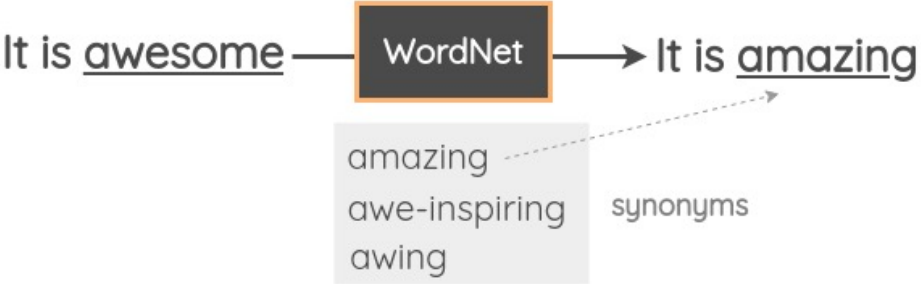 It is awesome WordNet It is amazing
amazing
awe-inspiring synonyms
awing